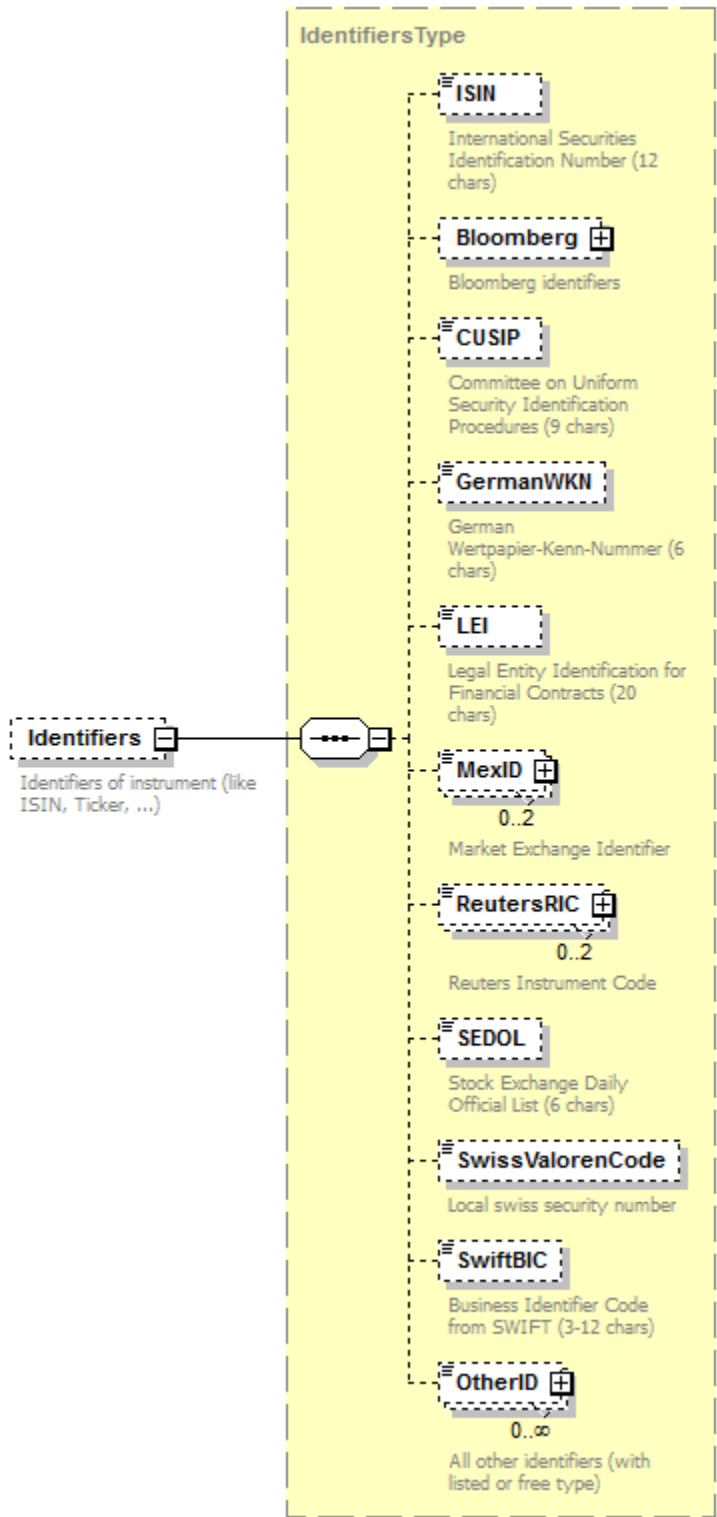 IdentifiersType
ISIN
International Securities
Identification Number (12
chars)
Bloomberg
Bloomberg identifiers
CUSIP
Committee on Uniform
Security Identification
Procedures (9 chars)
GermanWKN
German
Wertpapier-Kenn-Nummer (6
chars)
LEI
Legal Entity Identification for
Financial Contracts (20
chars)
Identifiers
Identifiers of instrument (like
ISIN, Ticker, ...)
MexID
0..2
Market Exchange Identifier
ReutersRIC
0..2
Reuters Instrument Code
SEDOL
Stock Exchange Daily
Official List (6 chars)
SwissValorenCode
Local swiss security number
SwiftBIC
Business Identifier Code
from SWIFT (3-12 chars)
OtherID
0..∞
All other identifiers (with
listed or free type)